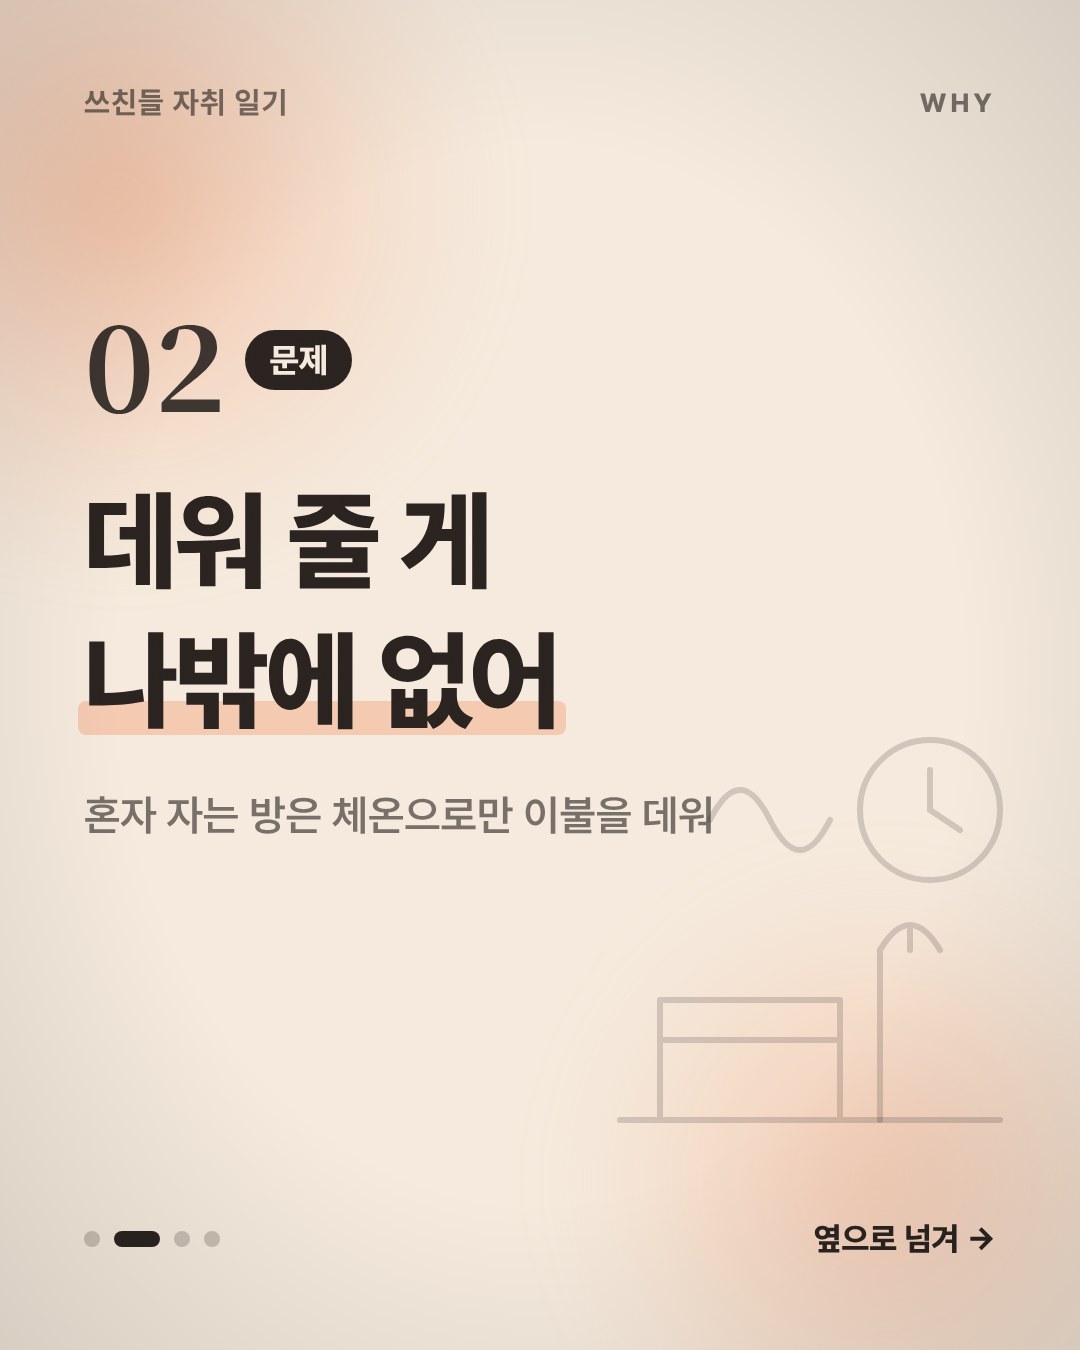 쓰친들 자취 일기
WHY
02
문제
데워 줄 게
나밖에 없어
혼자 자는 방은 체온으로만 이불을 데워
옆으로 넘겨 →